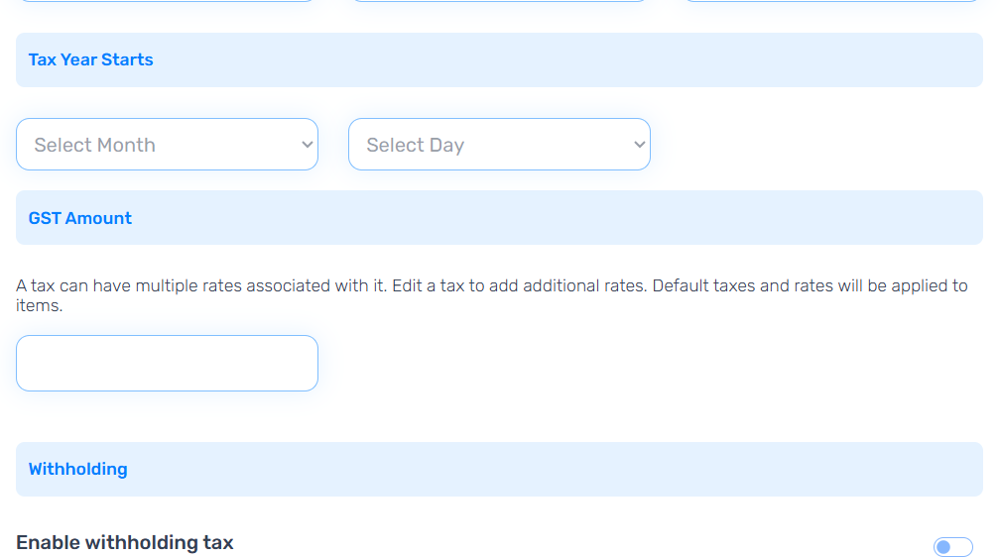 Tax Year Starts
Select Month
Select Day
GST Amount
A tax can have multiple rates associated with it. Edit a tax to add additional rates. Default taxes and rates will be applied to
items.
Withholding
Enable withholding tax